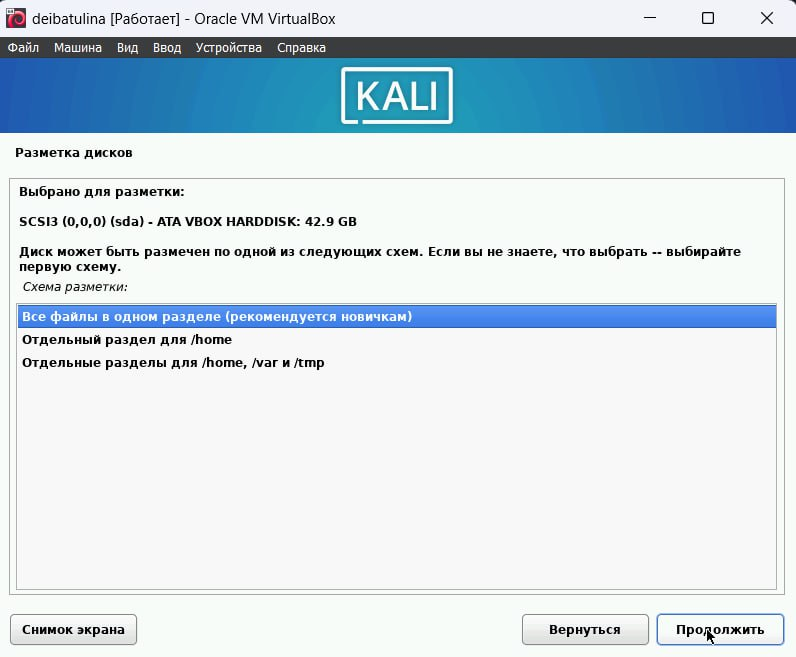 deibatulina [Работает] - Oracle VM VirtualBox
Файл Машина Вид Ввод Устройства Справка
KALI
Разметка дисков
Выбрано для разметки:
SCSI3 (0,0,0) (sda) - ATA VBOX HARDDISK: 42.9 GB
Диск может быть размечен по одной из следующих схем. Если вы не знаете, что выбрать -- выбирайте
первую схему.
Схема разметки:
Все файлы в одном разделе (рекомендуется новичкам)
Отдельный раздел для /home
Отдельные разделы для /home, /var и /tmp
Снимок экрана Вернуться Продолжить